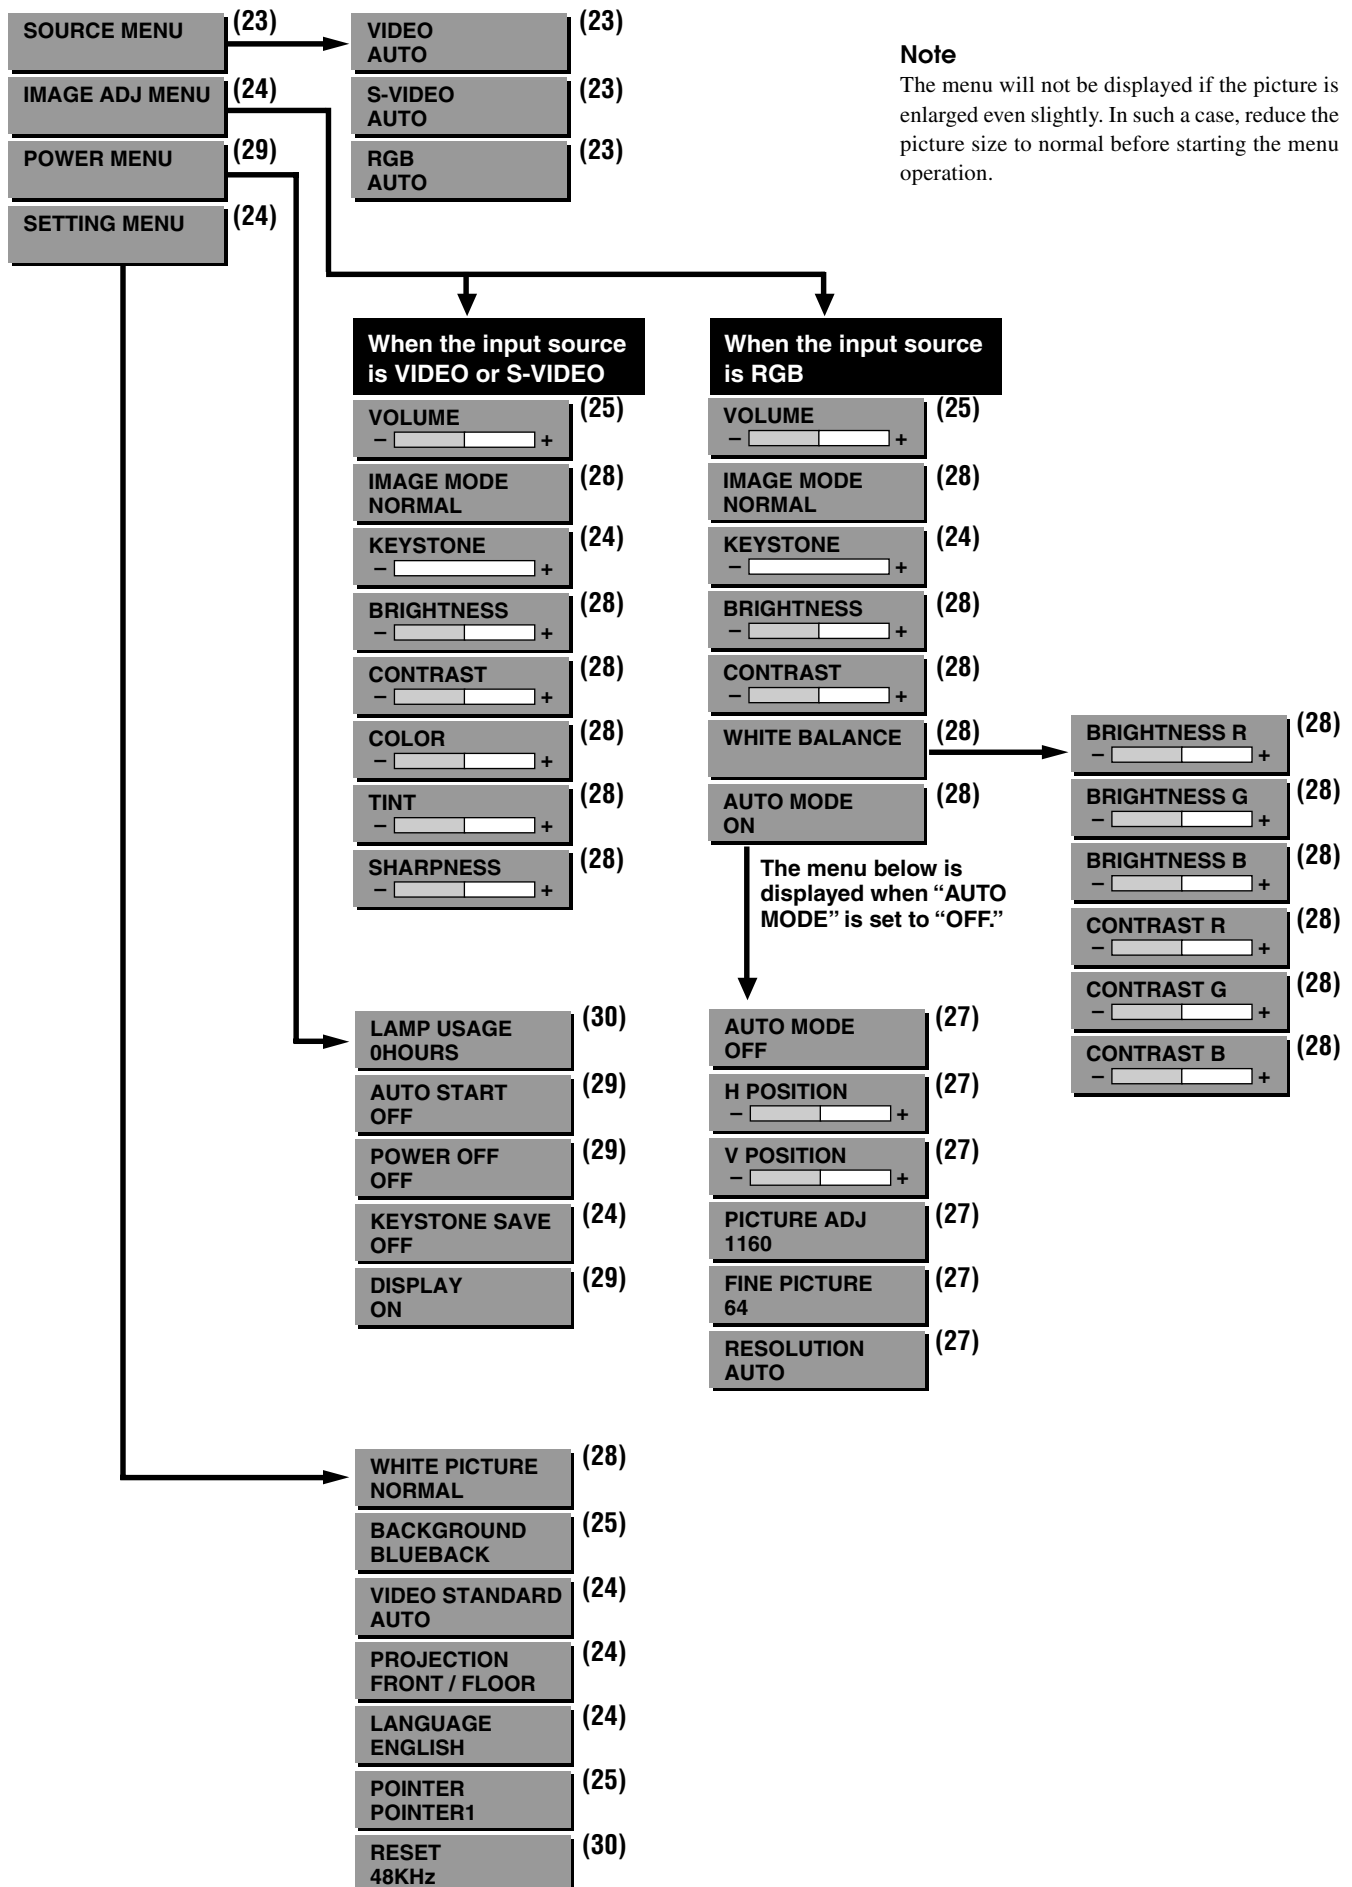 SOURCE MENU
(23)
IMAGE ADJ MENU
(24)
POWER MENU
(29)
SETTING MENU
(24)
VIDEO
AUTO
(23)
S-VIDEO
AUTO
(23)
RGB
AUTO
(23)
Note
The menu will not be displayed if the picture is
enlarged even slightly. In such a case, reduce the
picture size to normal before starting the menu
operation.
When the input source
is VIDEO or S-VIDEO
VOLUME
– +
(25)
IMAGE MODE
NORMAL
(28)
KEYSTONE
– +
(24)
BRIGHTNESS
– +
(28)
CONTRAST
– +
(28)
COLOR
– +
(28)
TINT
– +
(28)
SHARPNESS
– +
(28)
When the input source
is RGB
VOLUME
– +
(25)
IMAGE MODE
NORMAL
(28)
KEYSTONE
– +
(24)
BRIGHTNESS
– +
(28)
CONTRAST
– +
(28)
WHITE BALANCE
(28)
AUTO MODE
ON
(28)
BRIGHTNESS R
– +
(28)
BRIGHTNESS G
– +
(28)
BRIGHTNESS B
– +
(28)
CONTRAST R
– +
(28)
CONTRAST G
– +
(28)
CONTRAST B
– +
(28)
The menu below is
displayed when “AUTO
MODE” is set to “OFF.”
AUTO MODE
OFF
(27)
H POSITION
– +
(27)
V POSITION
– +
(27)
PICTURE ADJ
1160
(27)
FINE PICTURE
64
(27)
RESOLUTION
AUTO
(27)
LAMP USAGE
0HOURS
(30)
AUTO START
OFF
(29)
POWER OFF
OFF
(29)
KEYSTONE SAVE
OFF
(24)
DISPLAY
ON
(29)
WHITE PICTURE
NORMAL
(28)
BACKGROUND
BLUEBACK
(25)
VIDEO STANDARD
AUTO
(24)
PROJECTION
FRONT / FLOOR
(24)
LANGUAGE
ENGLISH
(24)
POINTER
POINTER1
(25)
RESET
48KHz
(30)